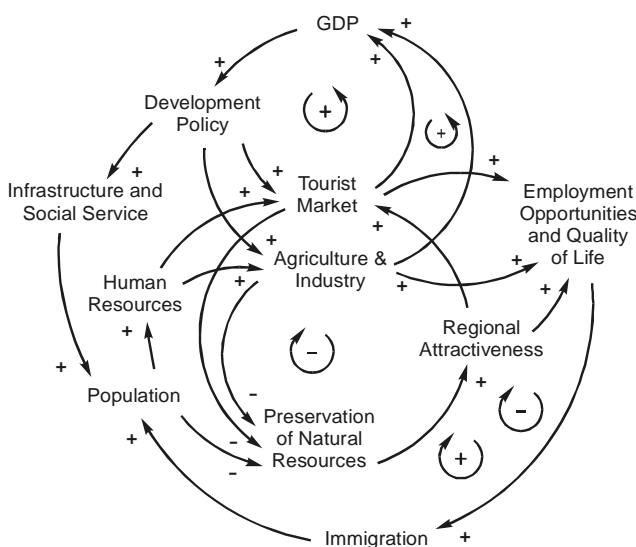 GDP
+
+
+
Development
Policy
+
+
+
+
+
+
Infrastructure and
Social Service
Tourist
Market
Employment
Opportunities
and Quality
of Life
+
+
Agriculture &
Industry
Human
Resources
+
+
+
+
+
Regional
Attractiveness
-
+
+
Population
-
+
-
Preservation
of Natural
Resources
+
-
-
+
Immigration
+